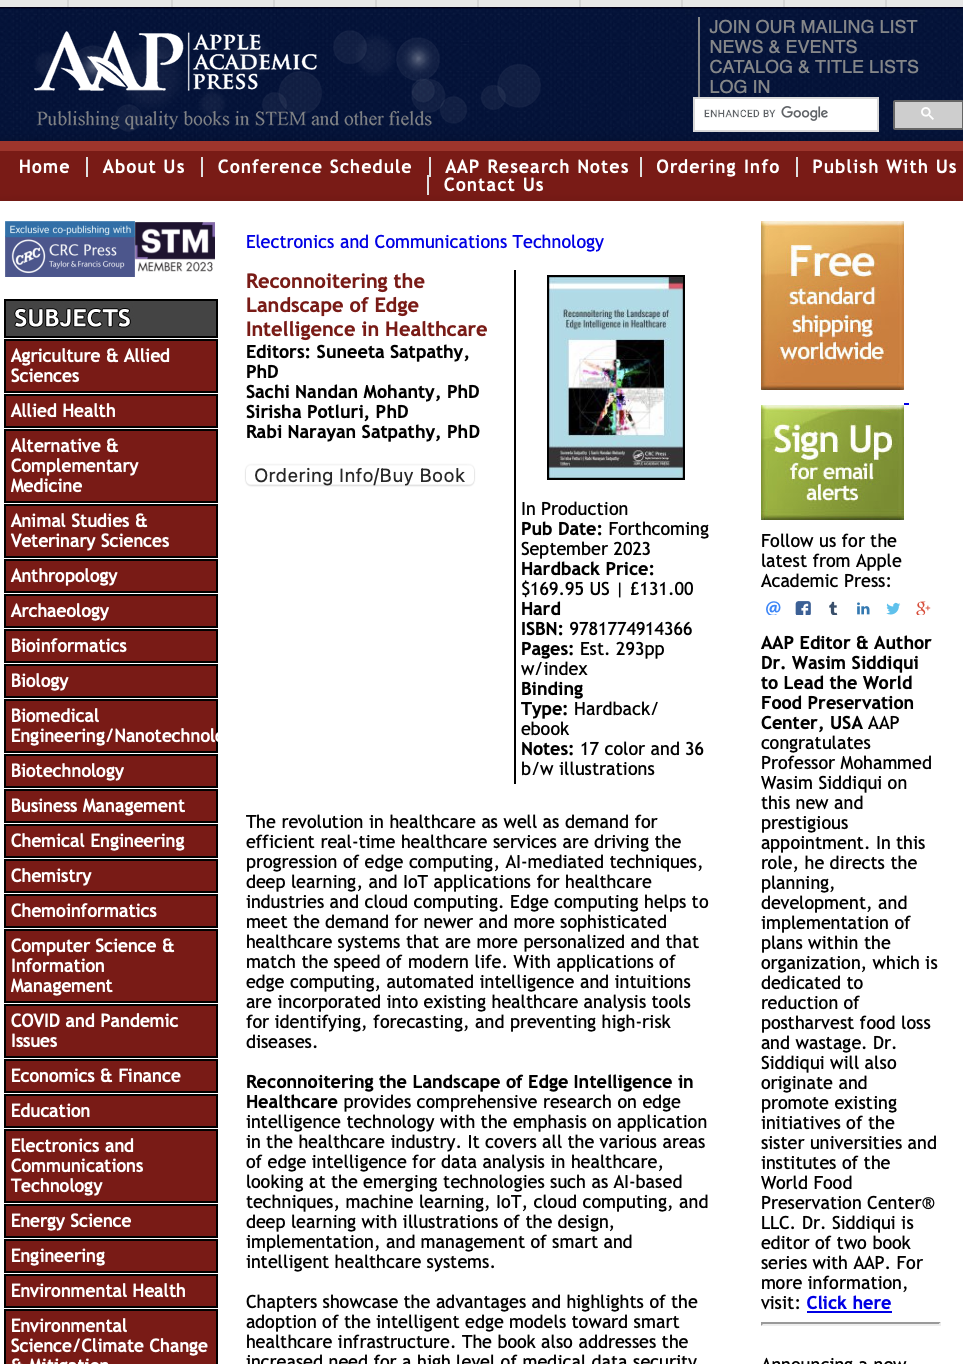 AAP
APPLE
ACADEMIC
PRESS
Publishing quality books in STEM and other fields
JOIN OUR MAILING LIST
NEWS & EVENTS
CATALOG & TITLE LISTS
LOG IN
ENHANCED BY Google
Home | About Us | Conference Schedule | AAP Research Notes | Ordering Info | Publish With Us
| Contact Us
Exclusive co-publishing with
CRC CRC Press
Taylor & Francis Group
STM
MEMBER 2023
SUBJECTS
Agriculture & Allied
Sciences
Allied Health
Alternative &
Complementary
Medicine
Animal Studies &
Veterinary Sciences
Anthropology
Archaeology
Bioinformatics
Biology
Biomedical
Engineering/Nanotechnolo
Biotechnology
Business Management
Chemical Engineering
Chemistry
Chemoinformatics
Computer Science &
Information
Management
COVID and Pandemic
Issues
Economics & Finance
Education
Electronics and
Communications
Technology
Energy Science
Engineering
Environmental Health
Environmental
Science/Climate Change
& Mitigation
Electronics and Communications Technology
Reconnoitering the
Landscape of Edge
Intelligence in Healthcare
Editors: Suneeta Satpathy,
PhD
Sachi Nandan Mohanty, PhD
Sirisha Potluri, PhD
Rabi Narayan Satpathy, PhD
Ordering Info/Buy Book
Reconnoitering the Landscape of
Edge Intelligence in Healthcare
Suneeta Satpathy
Sachi Nandan Mohanty
Sirisha Potluri
Rabi Narayan Satpathy
Editors
CRC Press
In Production
Pub Date: Forthcoming
September 2023
Hardback Price:
$169.95 US | £131.00
Hard
ISBN: 9781774914366
Pages: Est. 293pp
w/index
Binding
Type: Hardback/
ebook
Notes: 17 color and 36
b/w illustrations
The revolution in healthcare as well as demand for
efficient real-time healthcare services are driving the
progression of edge computing, AI-mediated techniques,
deep learning, and IoT applications for healthcare
industries and cloud computing. Edge computing helps to
meet the demand for newer and more sophisticated
healthcare systems that are more personalized and that
match the speed of modern life. With applications of
edge computing, automated intelligence and intuitions
are incorporated into existing healthcare analysis tools
for identifying, forecasting, and preventing high-risk
diseases.
Reconnoitering the Landscape of Edge Intelligence in
Healthcare provides comprehensive research on edge
intelligence technology with the emphasis on application
in the healthcare industry. It covers all the various areas
of edge intelligence for data analysis in healthcare,
looking at the emerging technologies such as AI-based
techniques, machine learning, IoT, cloud computing, and
deep learning with illustrations of the design,
implementation, and management of smart and
intelligent healthcare systems.
Chapters showcase the advantages and highlights of the
adoption of the intelligent edge models toward smart
healthcare infrastructure. The book also addresses the
increased need for a high level of medical data security
Free
standard
shipping
worldwide
Sign Up
for email
alerts
Follow us for the
latest from Apple
Academic Press:
AAP Editor & Author
Dr. Wasim Siddiqui
to Lead the World
Food Preservation
Center, USA AAP
congratulates
Professor Mohammed
Wasim Siddiqui on
this new and
prestigious
appointment. In this
role, he directs the
planning,
development, and
implementation of
plans within the
organization, which is
dedicated to
reduction of
postharvest food loss
and wastage. Dr.
Siddiqui will also
originate and
promote existing
initiatives of the
sister universities and
institutes of the
World Food
Preservation Center®
LLC. Dr. Siddiqui is
editor of two book
series with AAP. For
more information,
visit: Click here
Announcing a new